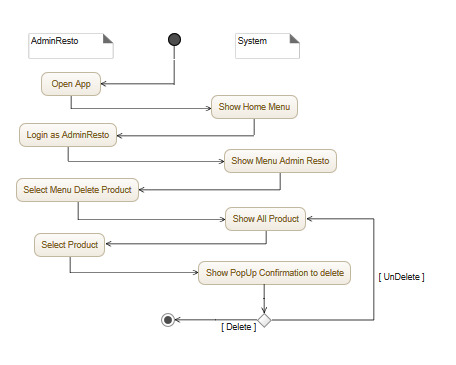 AdminResto
System
Open App
Show Home Menu
Login as AdminResto
Show Menu Admin Resto
Select Menu Delete Product
Show All Product
Select Product
Show PopUp Confirmation to delete
[ UnDelete ]
[ Delete ]